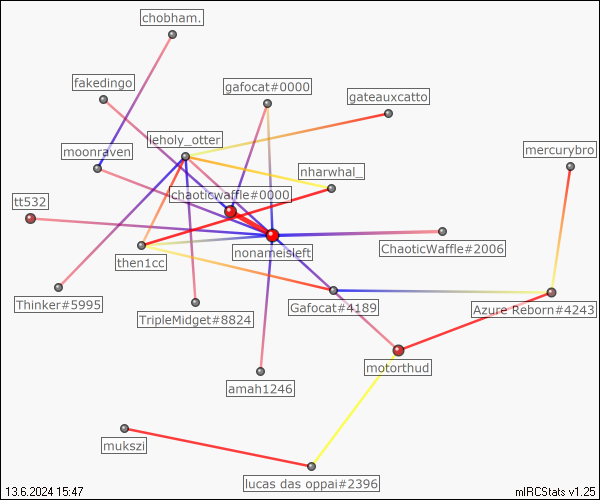 chobham.
fakedingo
gafocat#0000
gateauxcatto
leholy_otter
mercurybro
moonraven
nharwhal_
chaoticwaffle#0000
tt532
nonameisleft
ChaoticWaffle#2006
then1cc
Thinker#5995
Gafocat#4189
Azure Reborn#4243
TripleMidget#8824
motorthud
amah1246
mukszi
lucas das oppai#2396
13.6.2024 15:47
mIRCStats v1.25